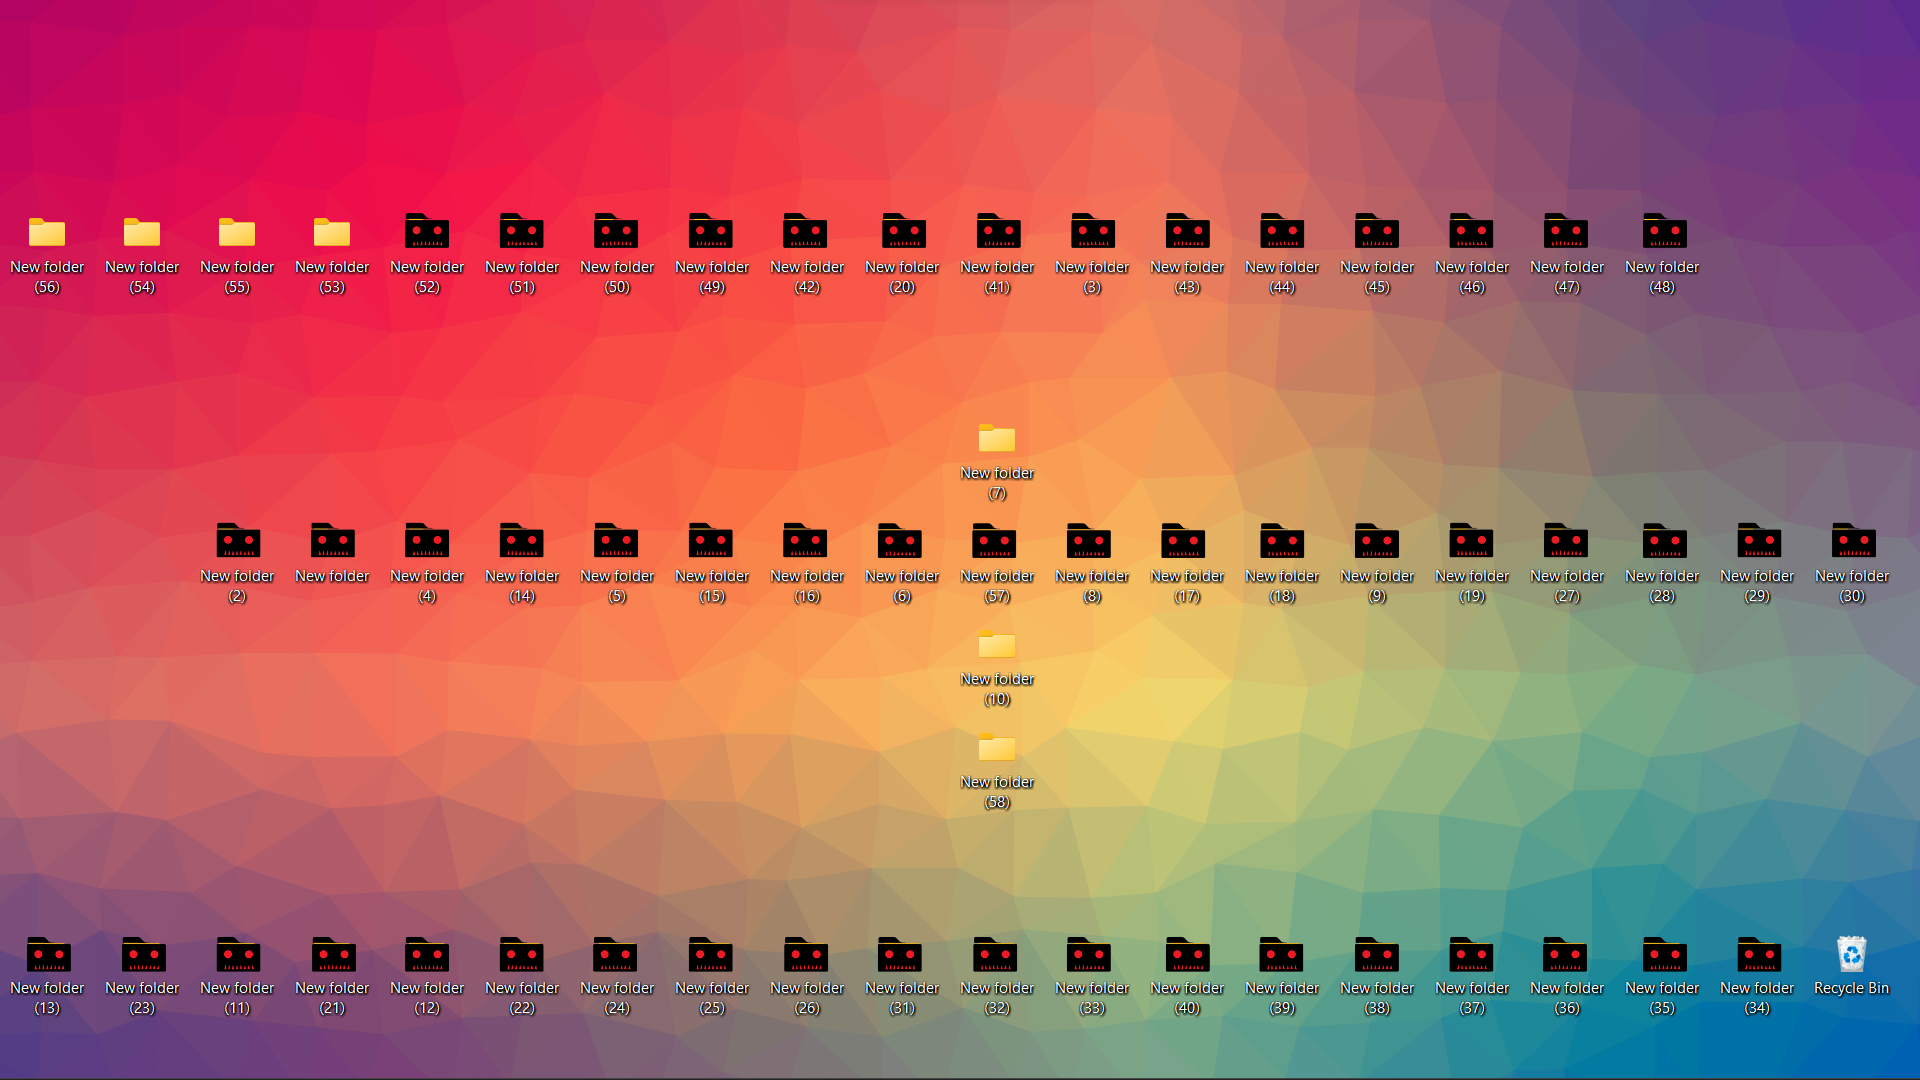 New folder (56)
New folder (54)
New folder (55)
New folder (53)
New folder (52)
New folder (51)
New folder (50)
New folder (49)
New folder (42)
New folder (20)
New folder (41)
New folder (3)
New folder (43)
New folder (44)
New folder (45)
New folder (46)
New folder (47)
New folder (48)
New folder (7)
New folder (2)
New folder
New folder (4)
New folder (14)
New folder (5)
New folder (15)
New folder (16)
New folder (6)
New folder (57)
New folder (8)
New folder (17)
New folder (18)
New folder (9)
New folder (19)
New folder (27)
New folder (28)
New folder (29)
New folder (30)
New folder (10)
New folder (58)
New folder (13)
New folder (23)
New folder (11)
New folder (21)
New folder (12)
New folder (22)
New folder (24)
New folder (25)
New folder (26)
New folder (31)
New folder (32)
New folder (33)
New folder (40)
New folder (39)
New folder (38)
New folder (37)
New folder (36)
New folder (35)
New folder (34)
Recycle Bin